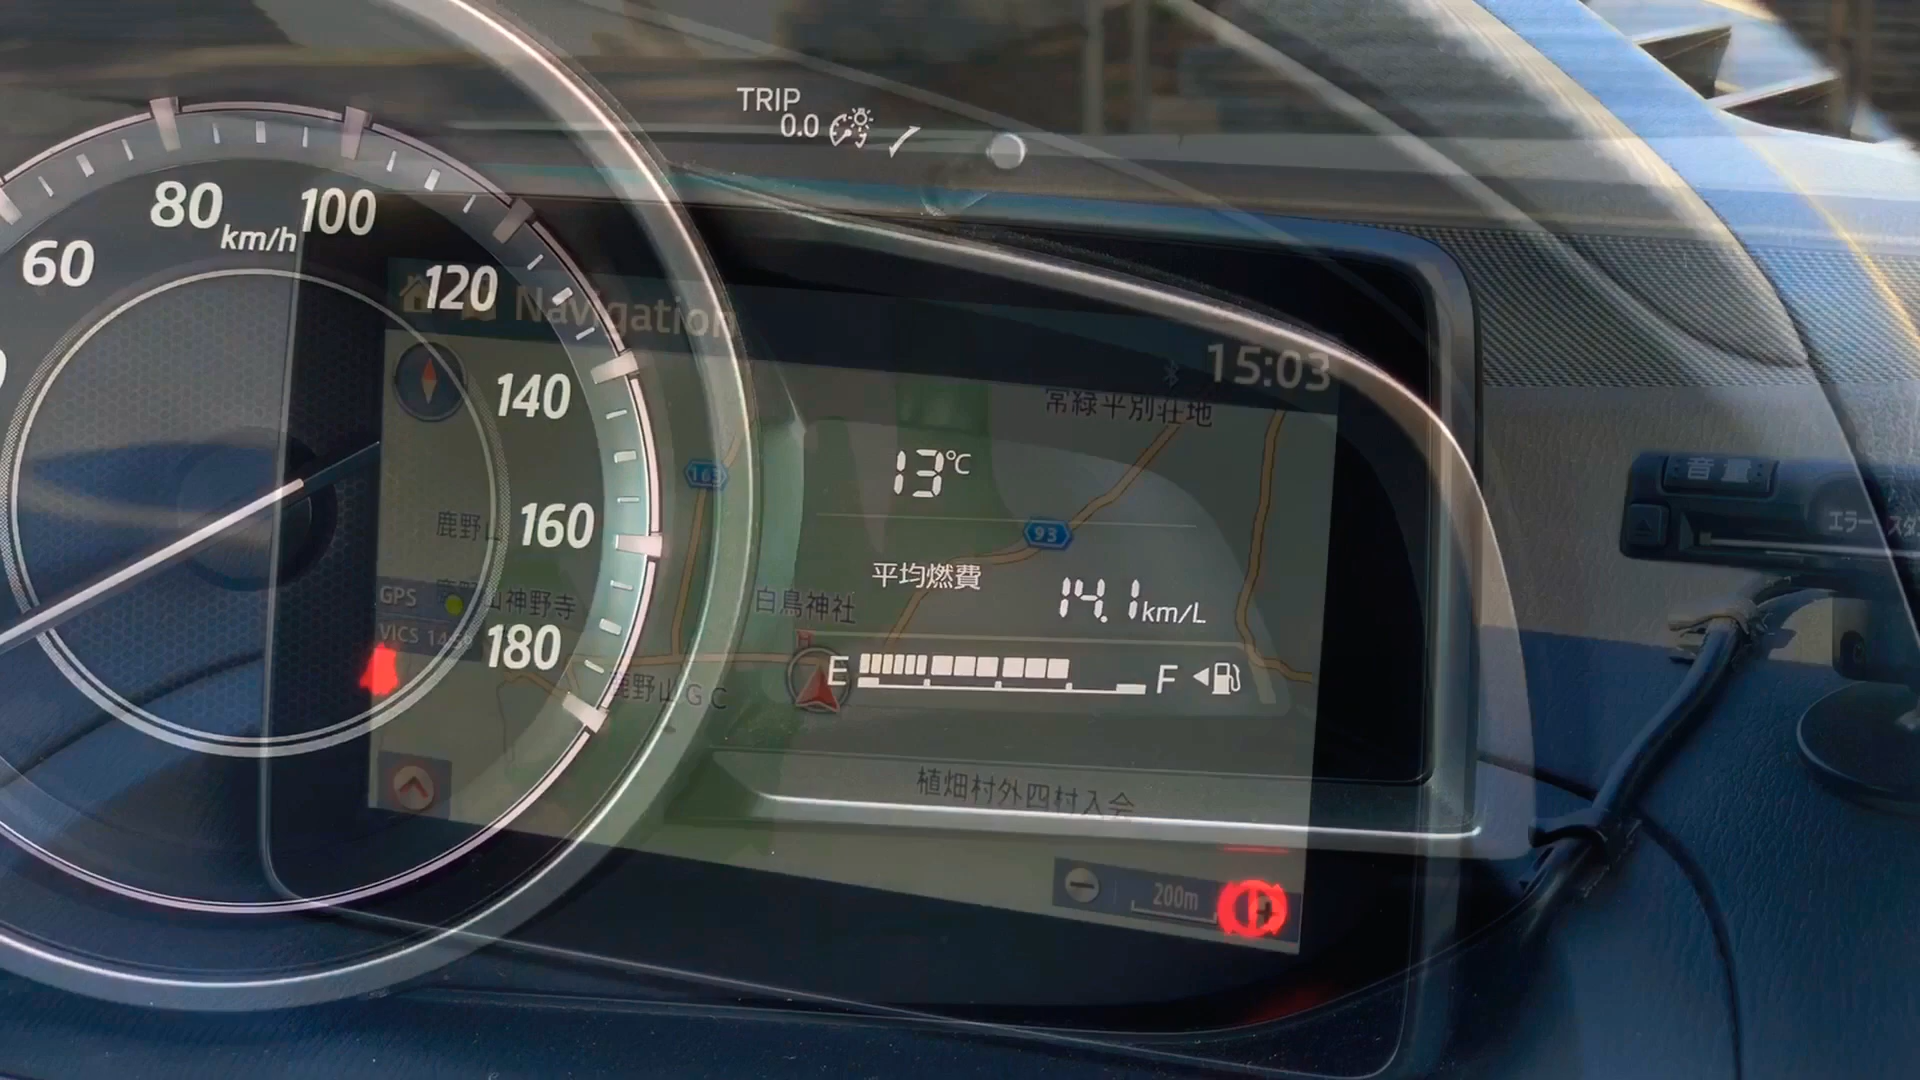 TRIP
0.0
80
km/h
100
60
120
Navigation
15:03
140
常緑平別荘地
163
13℃
160
鹿野山
93
音量
エラー
平均燃費
14.1km/L
GPS
山神野寺
白鳥神社
VICS
180
E
F
鹿野山GC
植畑村外四村入会
200m